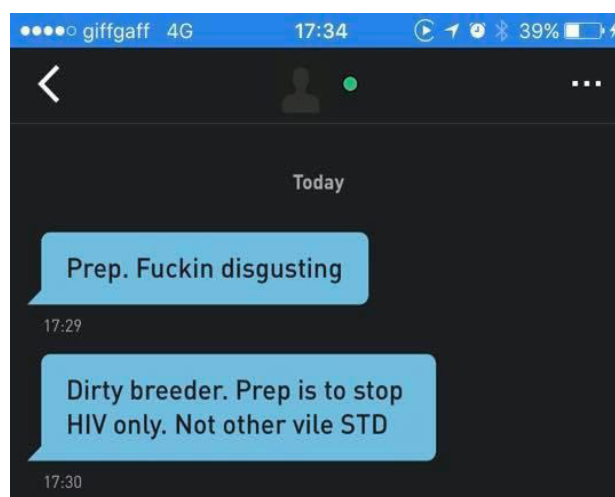 giffgaff 4G 17:34 39%
Today
Prep. Fuckin disgusting
17:29
Dirty breeder. Prep is to stop
HIV only. Not other vile STD
17:30